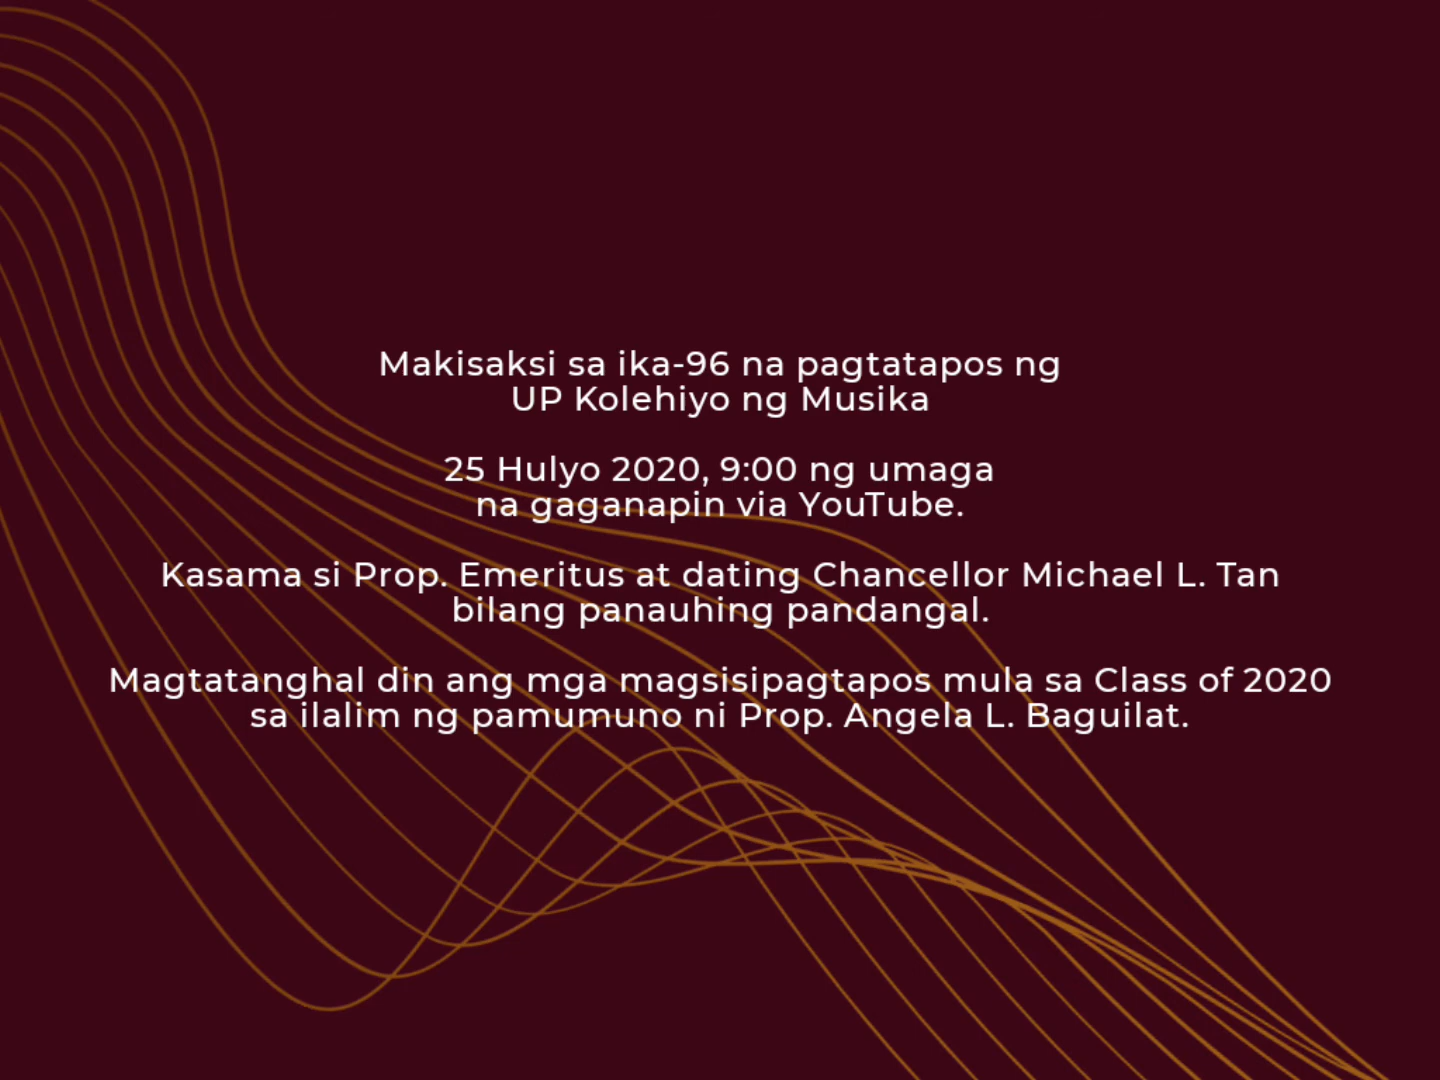 Makisaksi sa ika-96 na pagtatapos ng
UP Kolehiyo ng Musika
25 Hulyo 2020, 9:00 ng umaga
na gaganapin via YouTube.
Kasama si Prop. Emeritus at dating Chancellor Michael L. Tan
bilang panauhing pandangal.
Magtatanghal din ang mga magsisipagtapos mula sa Class of 2020
sa ilalim ng pamumuno ni Prop. Angela L. Baguilat.